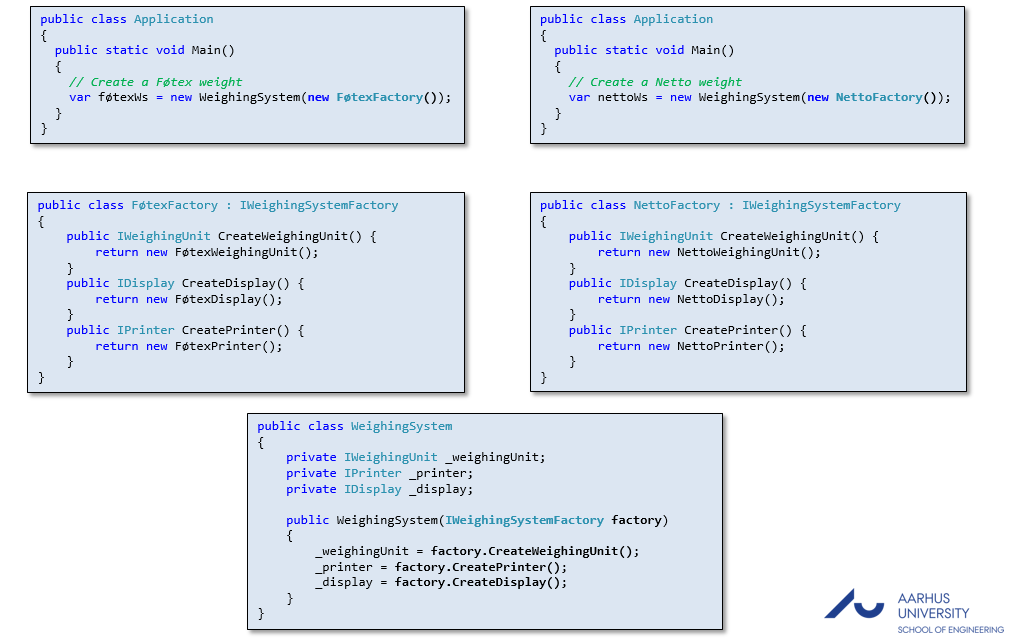 public class Application
{
  public static void Main()
  {
    // Create a Føtex weight
    var føtexWs = new WeighingSystem(new FøtexFactory());
  }
}
public class Application
{
  public static void Main()
  {
    // Create a Netto weight
    var nettoWs = new WeighingSystem(new NettoFactory());
  }
}
public class FøtexFactory : IWeighingSystemFactory
{
    public IWeighingUnit CreateWeighingUnit() {
        return new FøtexWeighingUnit();
    }
    public IDisplay CreateDisplay() {
        return new FøtexDisplay();
    }
    public IPrinter CreatePrinter() {
        return new FøtexPrinter();
    }
}
public class NettoFactory : IWeighingSystemFactory
{
    public IWeighingUnit CreateWeighingUnit() {
        return new NettoWeighingUnit();
    }
    public IDisplay CreateDisplay() {
        return new NettoDisplay();
    }
    public IPrinter CreatePrinter() {
        return new NettoPrinter();
    }
}
public class WeighingSystem
{
    private IWeighingUnit _weighingUnit;
    private IPrinter _printer;
    private IDisplay _display;

    public WeighingSystem(IWeighingSystemFactory factory)
    {
        _weighingUnit = factory.CreateWeighingUnit();
        _printer = factory.CreatePrinter();
        _display = factory.CreateDisplay();
    }
}
AARHUS
UNIVERSITY
SCHOOL OF ENGINEERING